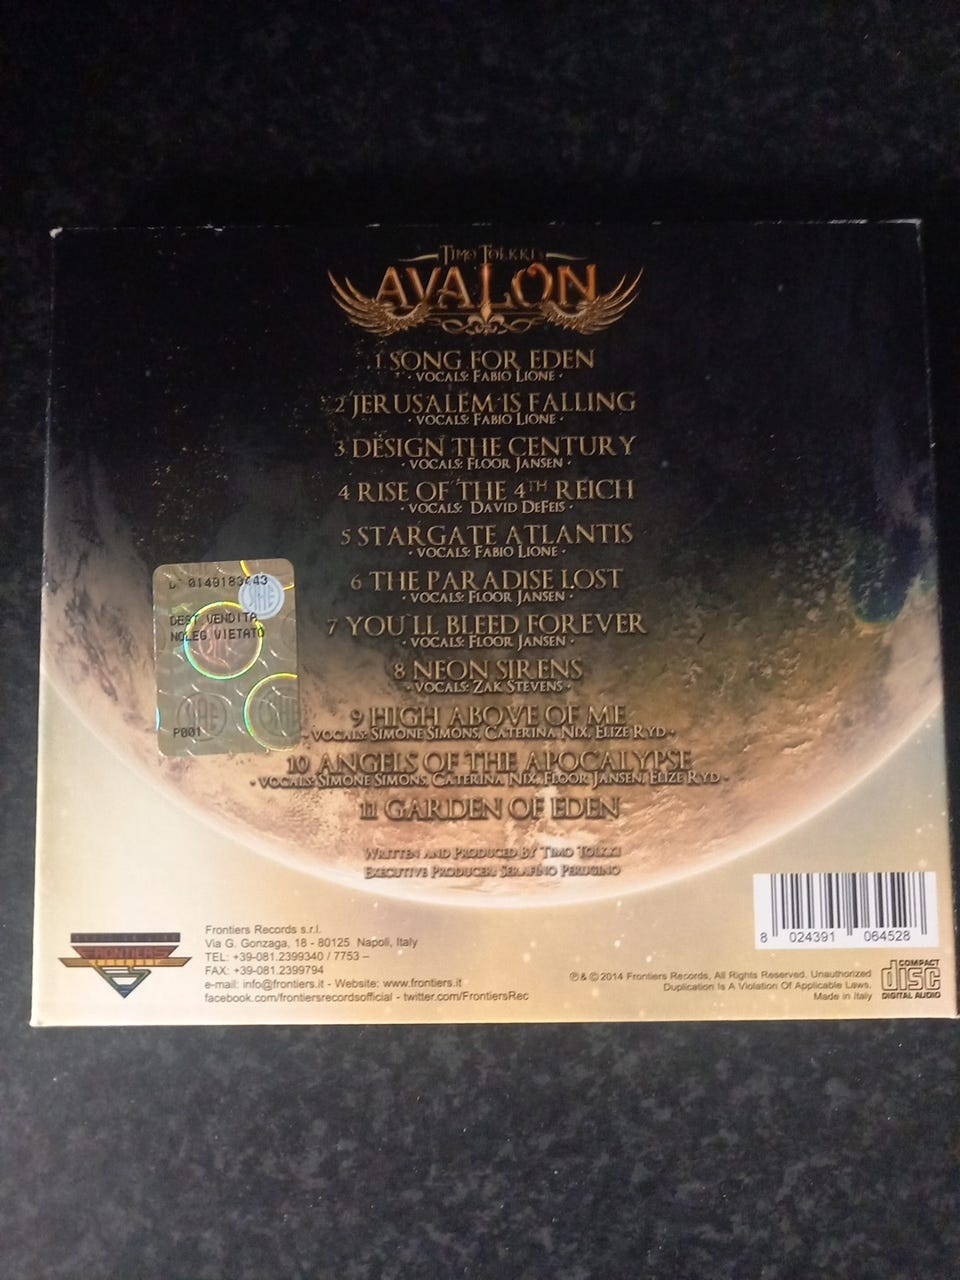 TIMO TOLKKI'S
AVALON
1 SONG FOR EDEN
· VOCALS: FABIO LIONE ·
2 JERUSALEM IS FALLING
· VOCALS: FABIO LIONE ·
3 DESIGN THE CENTURY
· VOCALS: FLOOR JANSEN ·
4 RISE OF THE 4TH REICH
· VOCALS: DAVID DEFEIS ·
5 STARGATE ATLANTIS
· VOCALS: FABIO LIONE ·
6 THE PARADISE LOST
· VOCALS: FLOOR JANSEN ·
7 YOU'LL BLEED FOREVER
· VOCALS: FLOOR JANSEN ·
8 NEON SIRENS
· VOCALS: ZAK STEVENS ·
9 HIGH ABOVE OF ME
· VOCALS: SIMONE SIMONS, CATERINA NIX, ELIZE RYD ·
10 ANGELS OF THE APOCALYPSE
· VOCALS: SIMONE SIMONS, CATERINA NIX, FLOOR JANSEN, ELIZE RYD ·
11 GARDEN OF EDEN
WRITTEN AND PRODUCED BY TIMO TOLKKI
EXECUTIVE PRODUCER: SERAFINO PERUGINO
DEST VENDITA
NOLEG VIETATO
SIAE
P001
FRONTIERS
Frontiers Records s.r.l.
Via G. Gonzaga, 18 - 80125 Napoli, Italy
TEL: +39-081.2399340 / 7753 –
FAX: +39-081.2399794
e-mail: info@frontiers.it - Website: www.frontiers.it
facebook.com/frontiersrecordsofficial - twitter.com/FrontiersRec
℗ & © 2014 Frontiers Records, All Rights Reserved. Unauthorized
Duplication Is A Violation Of Applicable Laws.
Made in Italy
8 024391 064528
COMPACT
disc
DIGITAL AUDIO